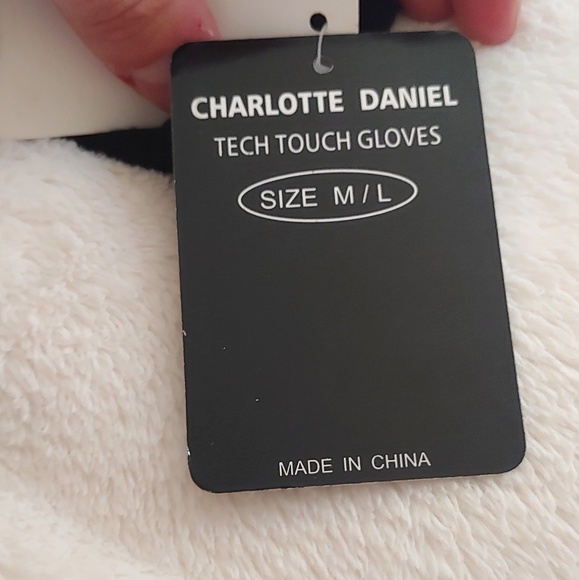 CHARLOTTE DANIEL
TECH TOUCH GLOVES
SIZE M / L
MADE IN CHINA